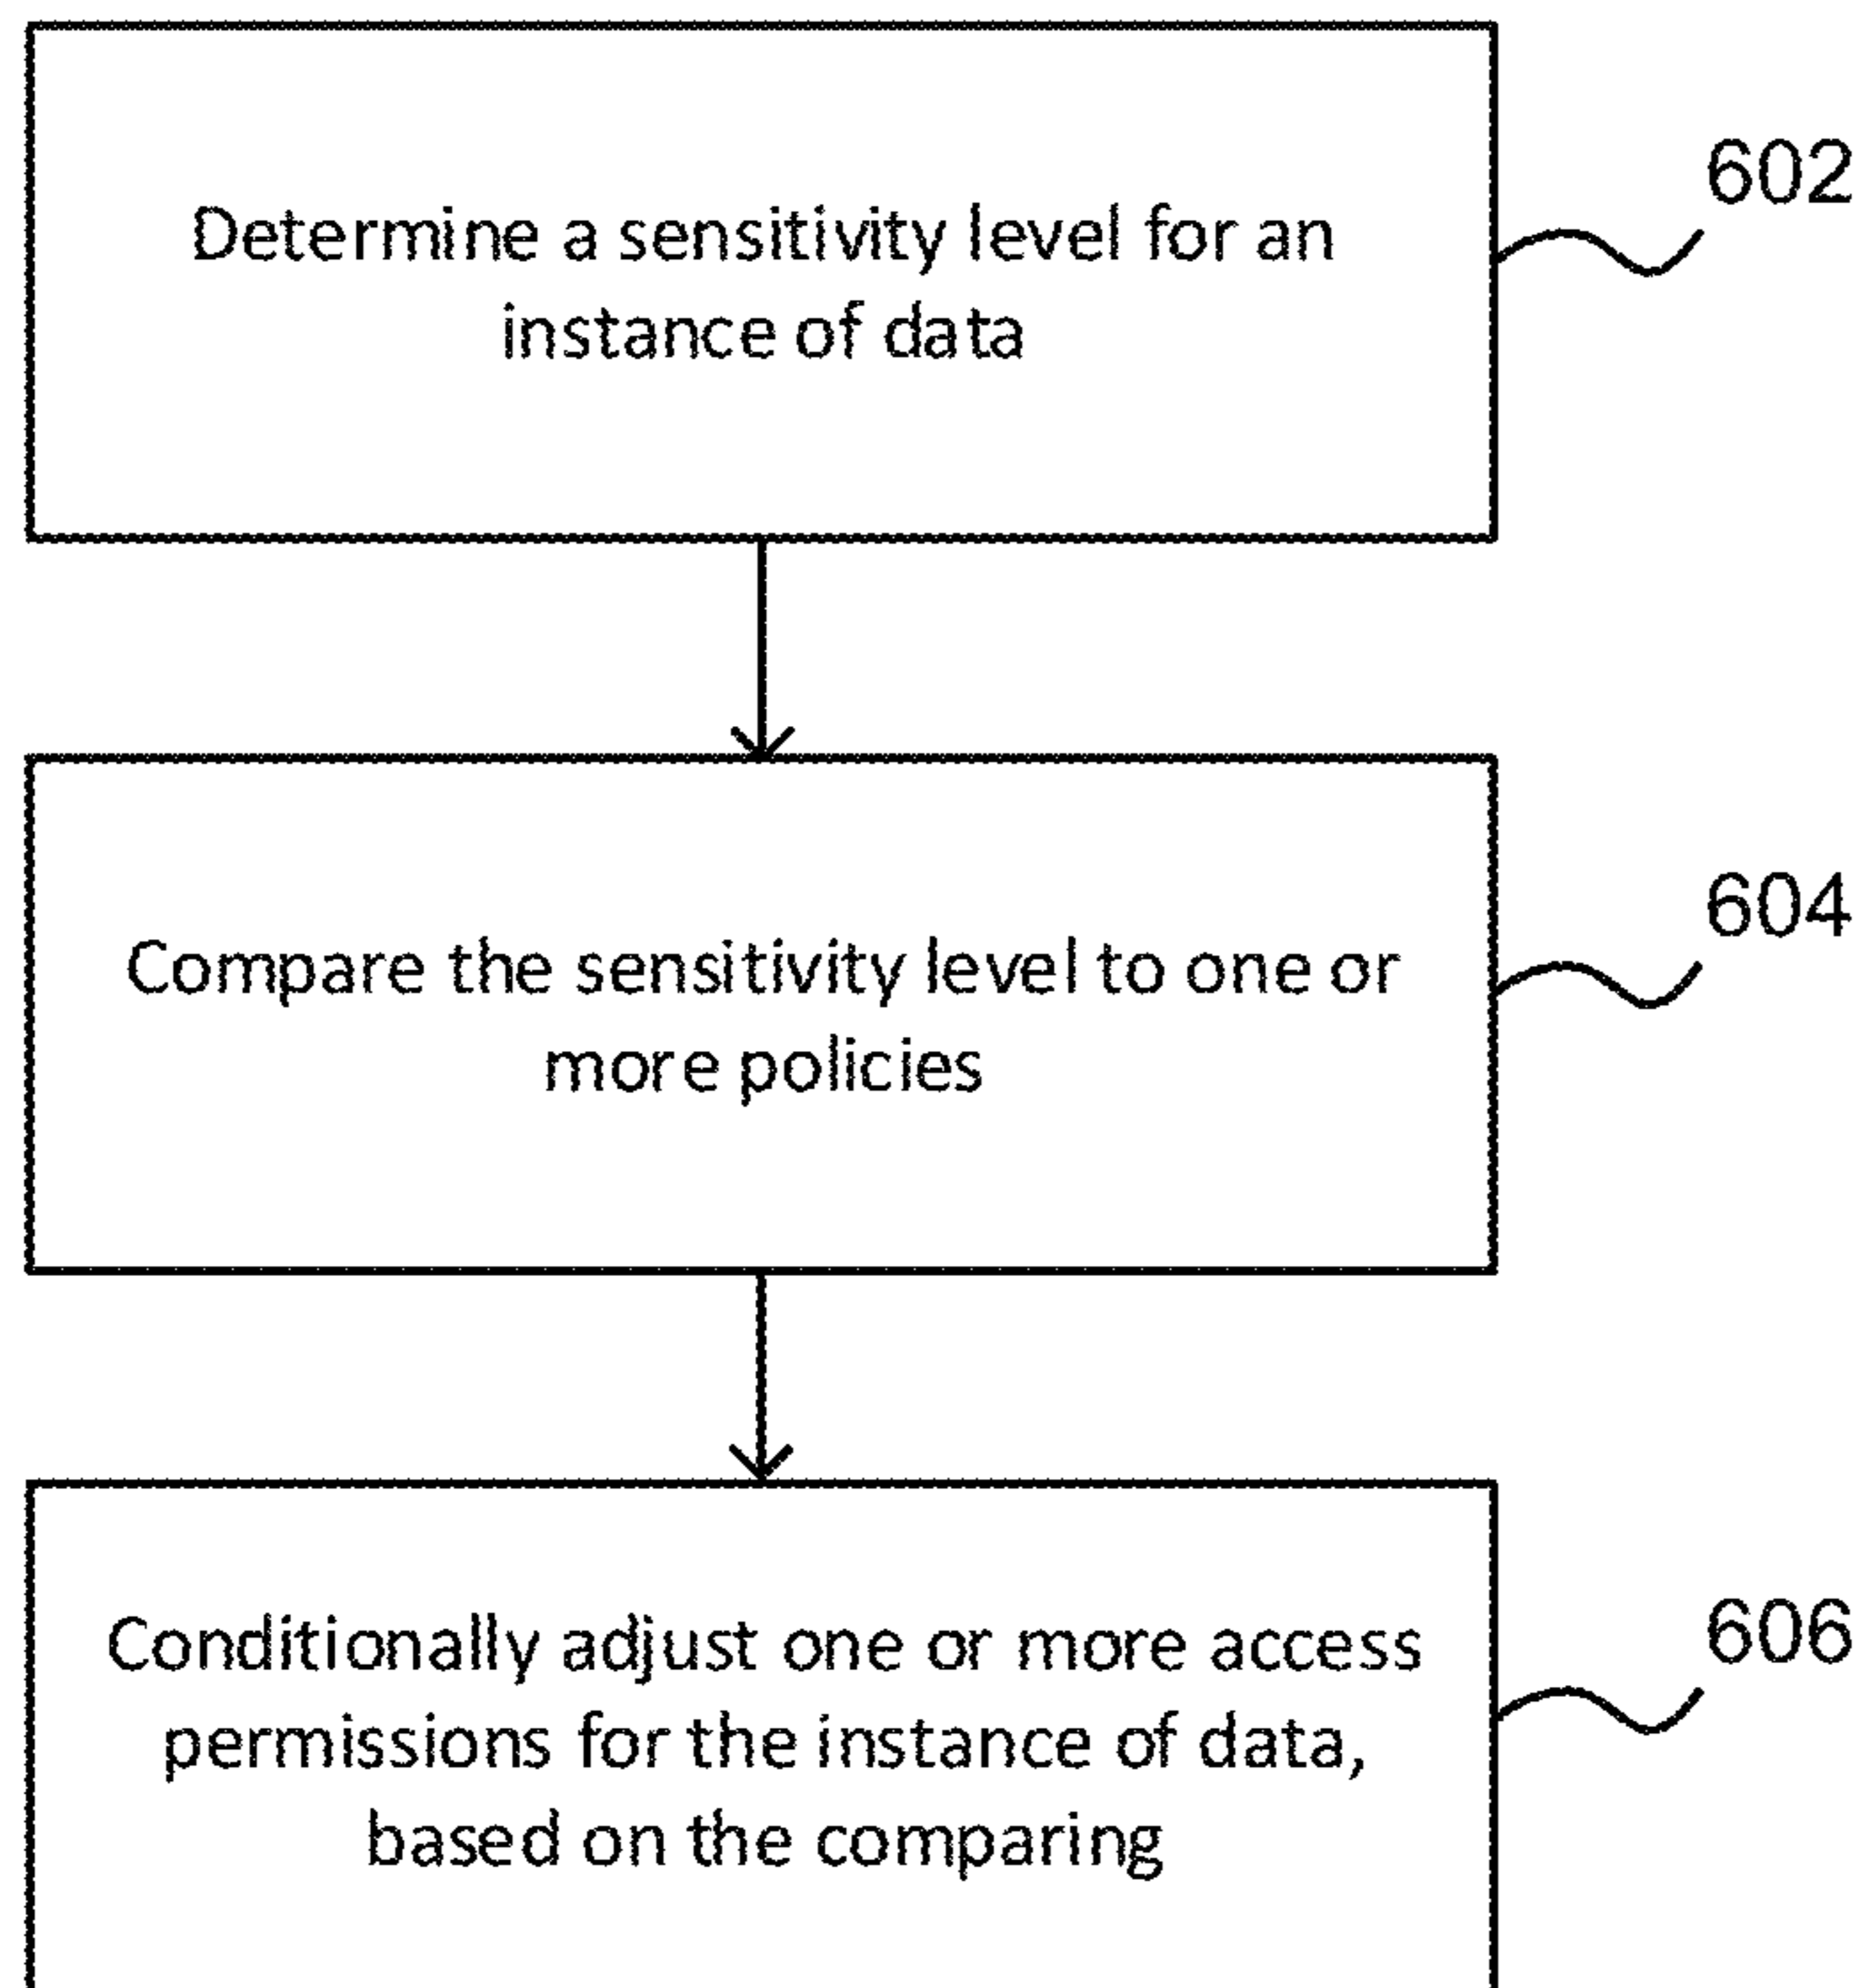 602
Determine a sensitivity level for an
instance of data
604
Compare the sensitivity level to one or
more policies
606
Conditionally adjust one or more access
permissions for the instance of data,
based on the comparing